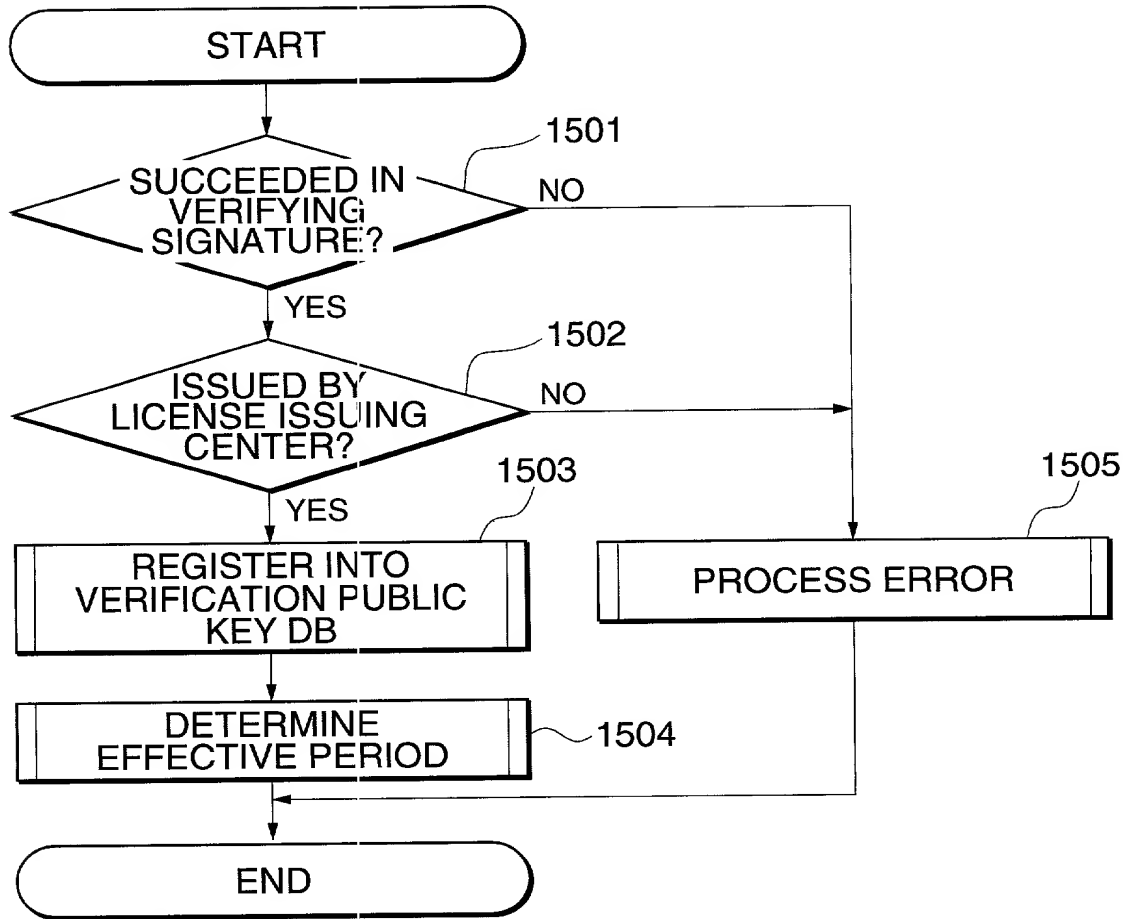 START
1501
SUCCEEDED IN
VERIFYING
SIGNATURE?
NO
YES
1502
ISSUED BY
LICENSE ISSUING
CENTER?
NO
YES
1503
REGISTER INTO
VERIFICATION PUBLIC
KEY DB
1505
PROCESS ERROR
DETERMINE
EFFECTIVE PERIOD
1504
END